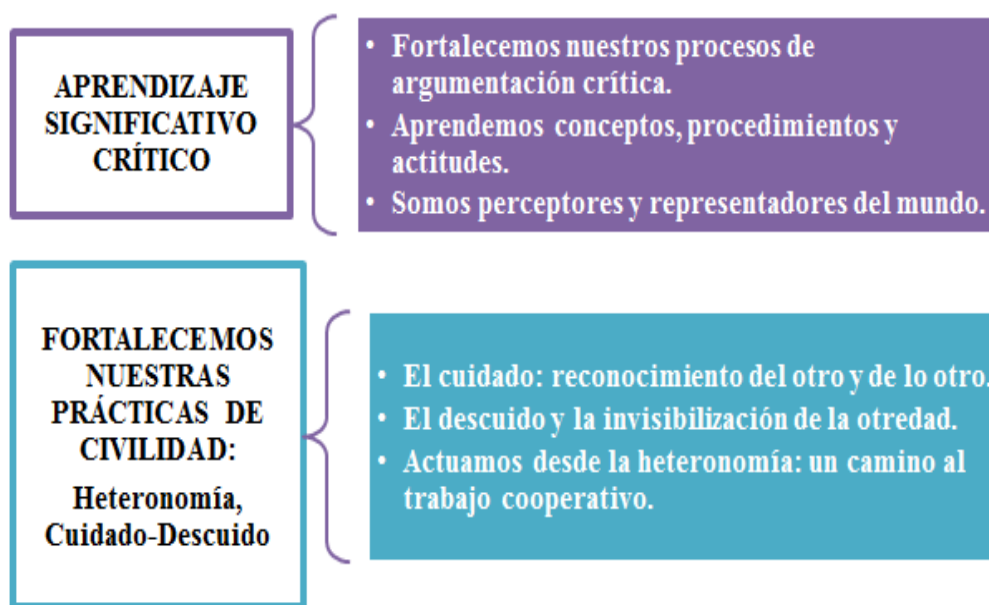 APRENDIZAJE
SIGNIFICATIVO
CRÍTICO
• Fortalecemos nuestros procesos de
argumentación crítica.
• Aprendemos conceptos, procedimientos y
actitudes.
• Somos perceptores y representadores del mundo.
FORTALECEMOS
NUESTRAS
PRÁCTICAS DE
CIVILIDAD:
Heteronomía,
Cuidado-Descuido
• El cuidado: reconocimiento del otro y de lo otro.
• El descuido y la invisibilización de la otredad.
• Actuamos desde la heteronomía: un camino al
trabajo cooperativo.